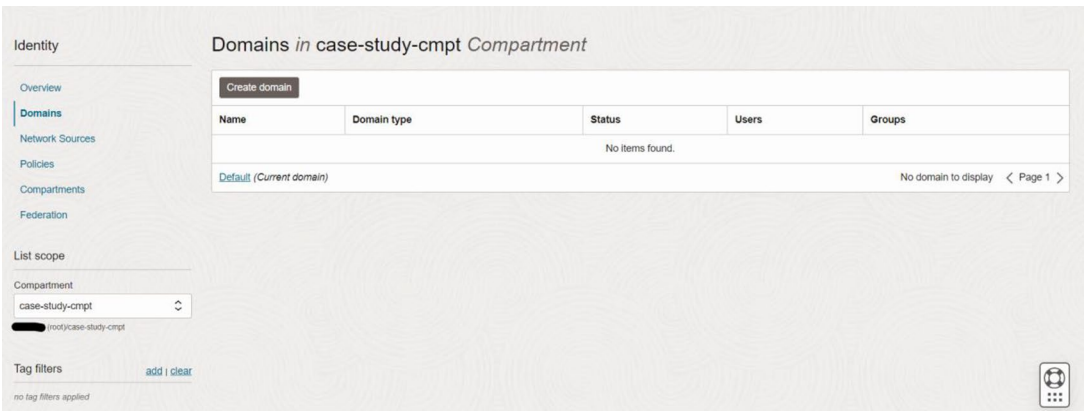 Identity
Overview
Domains
Network Sources
Policies
Compartments
Federation
List scope
Compartment
case-study-cmpt
(root)/case-study-cmpt
Tag filters add | clear
no tag filters applied
Domains in case-study-cmpt Compartment
Create domain
Name Domain type Status Users Groups
No items found.
Default (Current domain) No domain to display < Page 1 >